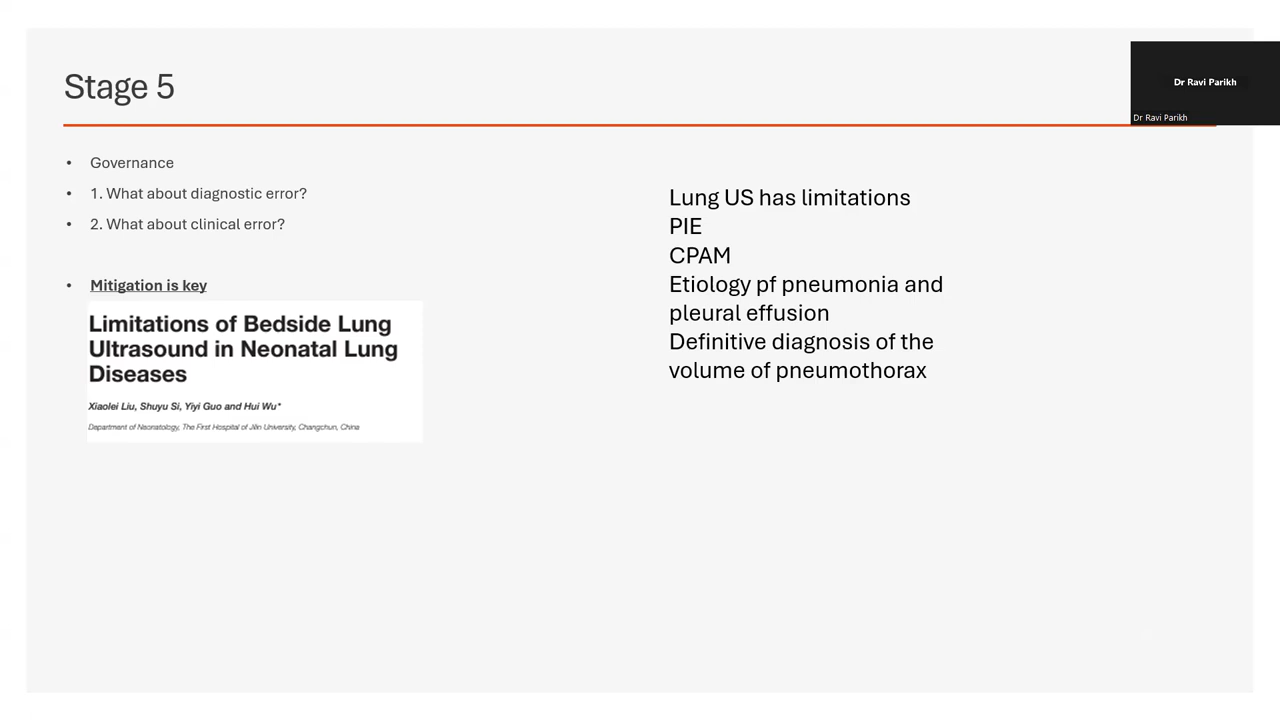 Stage 5
Dr Ravi Parikh
Dr Ravi Parikh
• Governance
• 1. What about diagnostic error?
• 2. What about clinical error?
• Mitigation is key
Limitations of Bedside Lung
Ultrasound in Neonatal Lung
Diseases
Xiaolei Liu, Shuyu Si, Yiyi Guo and Hui Wu*
Department of Neonatology, The First Hospital of Jilin University, Changchun, China
Lung US has limitations
PIE
CPAM
Etiology pf pneumonia and
pleural effusion
Definitive diagnosis of the
volume of pneumothorax